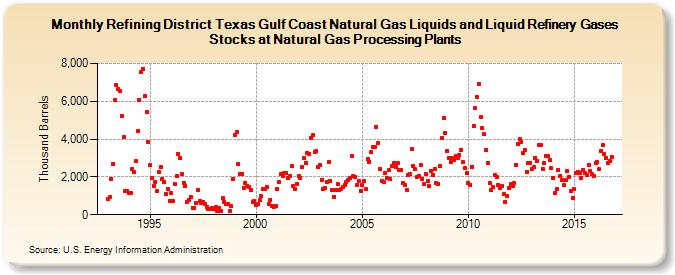 Monthly Refining District Texas Gulf Coast Natural Gas Liquids and Liquid Refinery Gases
Stocks at Natural Gas Processing Plants
Thousand Barrels
8,000
6,000
4,000
2,000
0
1995
2000
2005
2010
2015
Source: U.S. Energy Information Administration